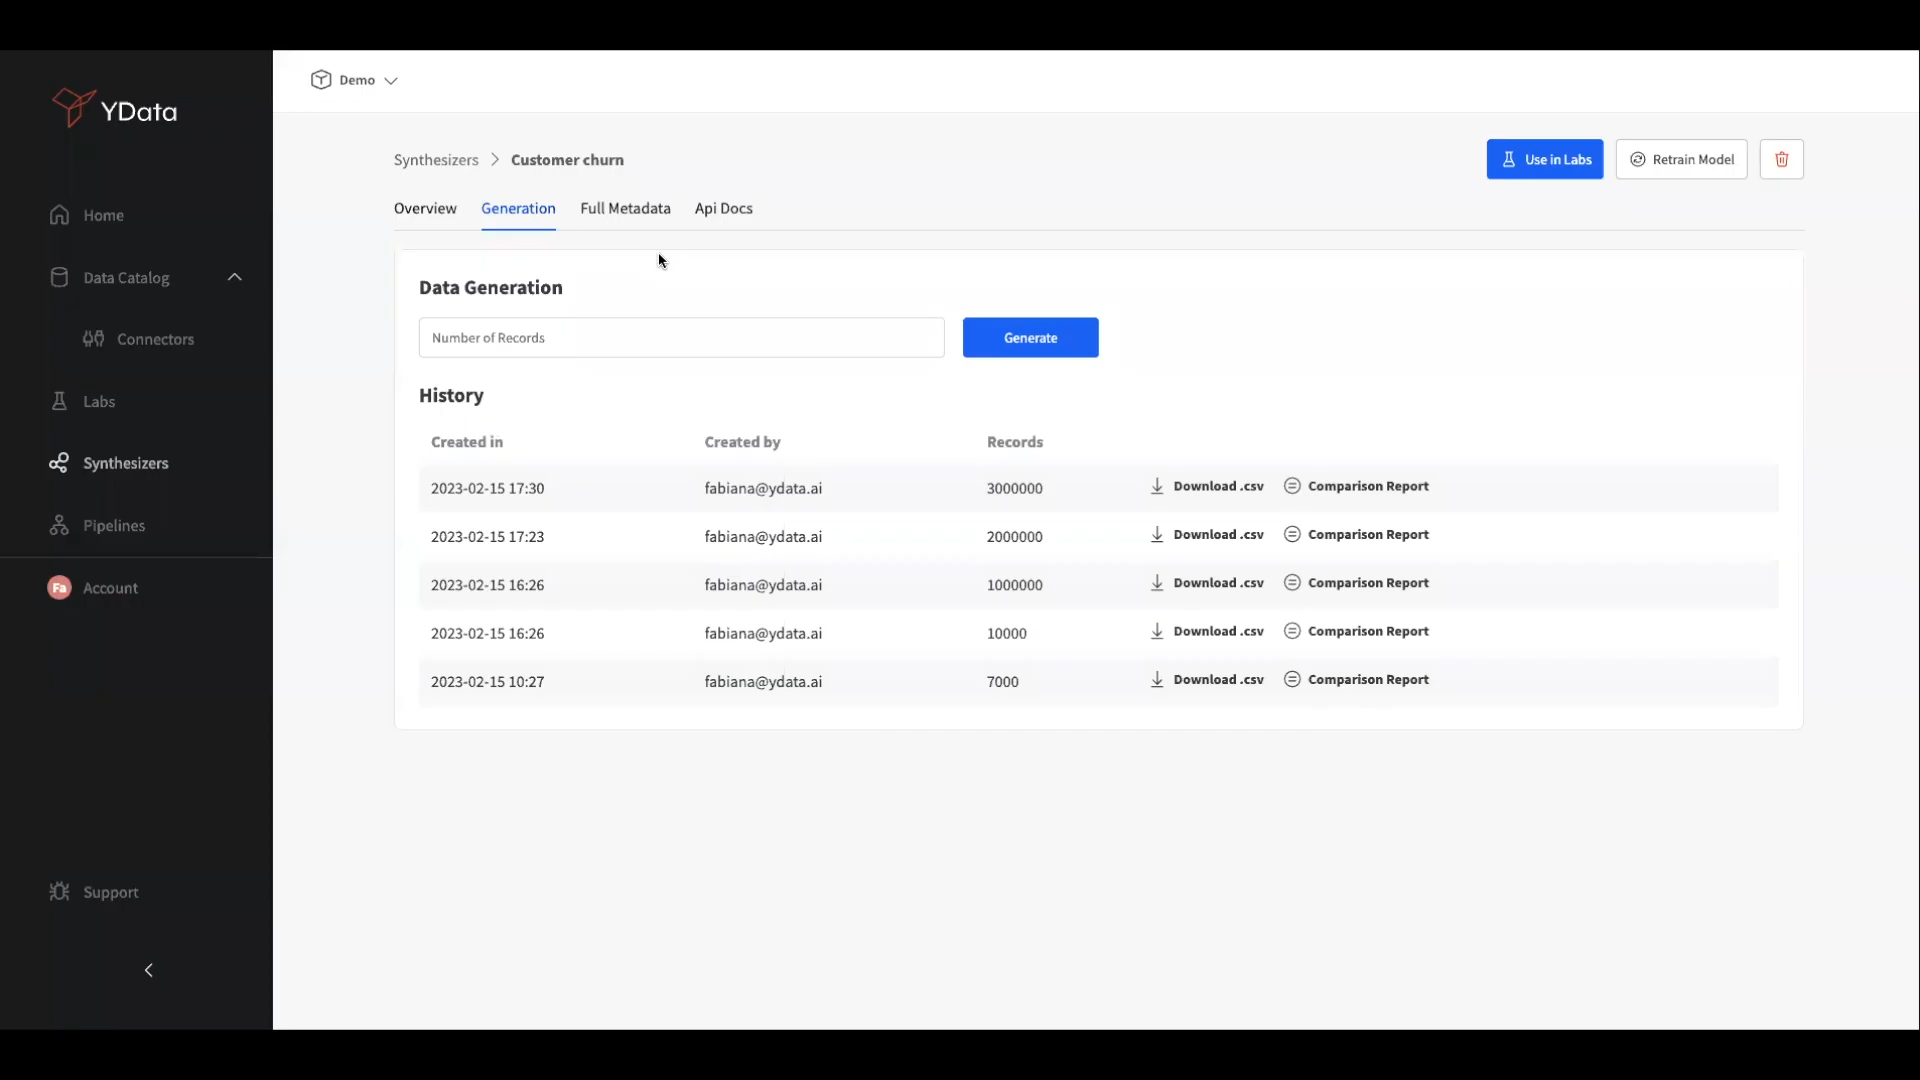 YData
Demo
Home
Data Catalog
Connectors
Labs
Synthesizers
Pipelines
Fa Account
Support
Synthesizers > Customer churn
Use in Labs
Retrain Model
Overview Generation Full Metadata Api Docs
Data Generation
Number of Records Generate
History
Created in Created by Records
2023-02-15 17:30 fabiana@ydata.ai 3000000 Download .csv Comparison Report
2023-02-15 17:23 fabiana@ydata.ai 2000000 Download .csv Comparison Report
2023-02-15 16:26 fabiana@ydata.ai 1000000 Download .csv Comparison Report
2023-02-15 16:26 fabiana@ydata.ai 10000 Download .csv Comparison Report
2023-02-15 10:27 fabiana@ydata.ai 7000 Download .csv Comparison Report